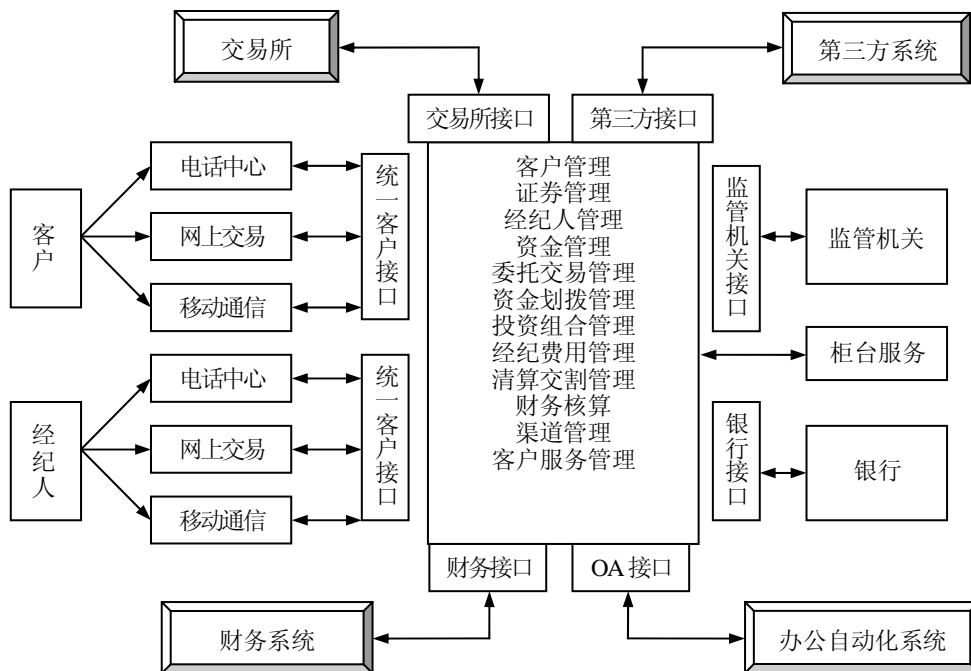 交易所
第三方系统
交易所接口
第三方接口
客户
电话中心
网上交易
移动通信
统一客户接口
经纪人
电话中心
网上交易
移动通信
统一客户接口
客户管理
证券管理
经纪人管理
资金管理
委托交易管理
资金划拨管理
投资组合管理
经纪费用管理
清算交割管理
财务核算
渠道管理
客户服务管理
监管机关接口
监管机关
柜台服务
银行接口
银行
财务接口
OA 接口
财务系统
办公自动化系统